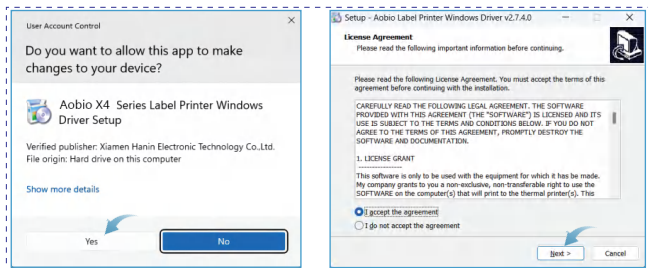 User Account Control
Do you want to allow this app to make
changes to your device?
Aobio X4 Series Label Printer Windows
Driver Setup
Verified publisher: Xiamen Hanin Electronic Technology Co.,Ltd.
File origin: Hard drive on this computer
Show more details
Yes
No
Setup - Aobio Label Printer Windows Driver v2.7.4.0
License Agreement
Please read the following important information before continuing.
Please read the following License Agreement. You must accept the terms of this
agreement before continuing with the installation.
CAREFULLY READ THE FOLLOWING LEGAL AGREEMENT. THE SOFTWARE
PROVIDED WITH THIS AGREEMENT (THE "SOFTWARE") IS LICENSED AND ITS
USE IS SUBJECT TO THE TERMS AND CONDITIONS BELOW. IF YOU DO NOT
AGREE TO THE TERMS OF THIS AGREEMENT, PROMPTLY DESTROY THE
SOFTWARE AND DOCUMENTATION.
1. LICENSE GRANT
----------------
This software is only to be used with the equipment for which it has be made.
My company grants to you a non-exclusive, non-transferable right to use the
SOFTWARE on the computer(s) that will print to the thermal printer(s). This
I accept the agreement
I do not accept the agreement
Next >
Cancel